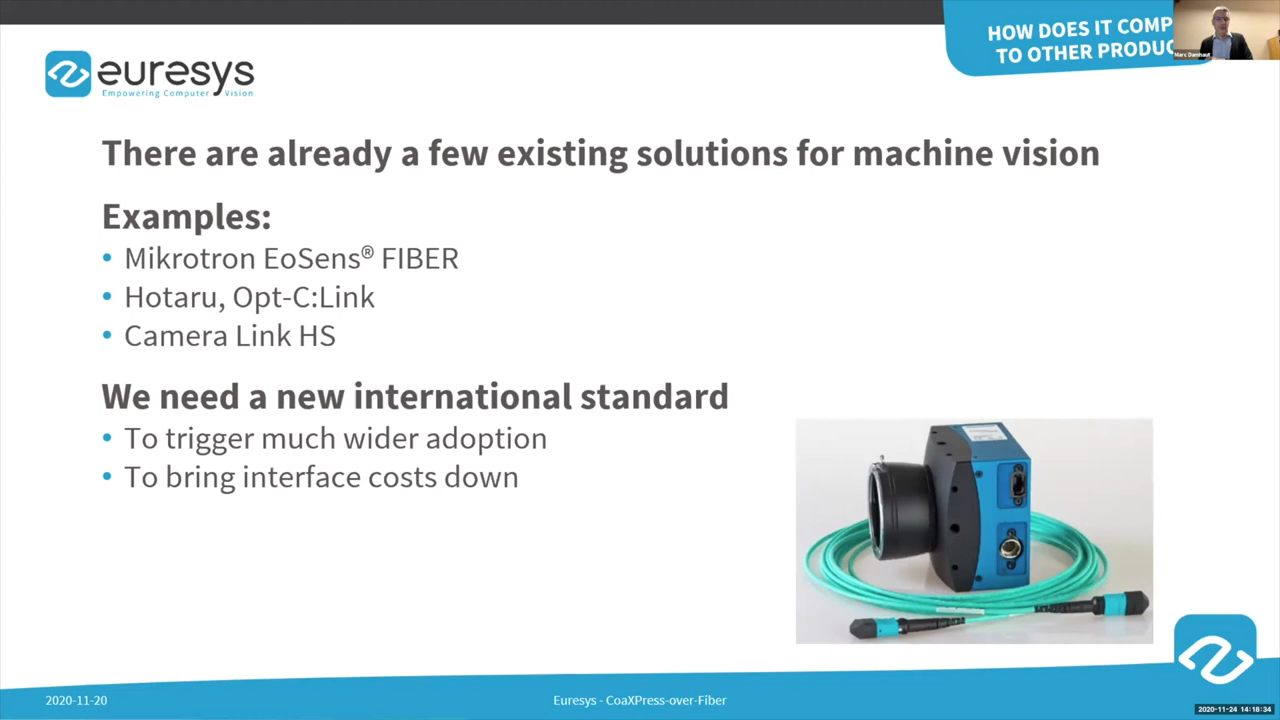 HOW DOES IT COMP
TO OTHER PRODUC
Marc Damhaut
euresys
Empowering Computer Vision
There are already a few existing solutions for machine vision
Examples:
• Mikrotron EoSens® FIBER
• Hotaru, Opt-C:Link
• Camera Link HS
We need a new international standard
• To trigger much wider adoption
• To bring interface costs down
2020-11-20
Euresys - CoaXPress-over-Fiber
2020-11-24 14:18:34